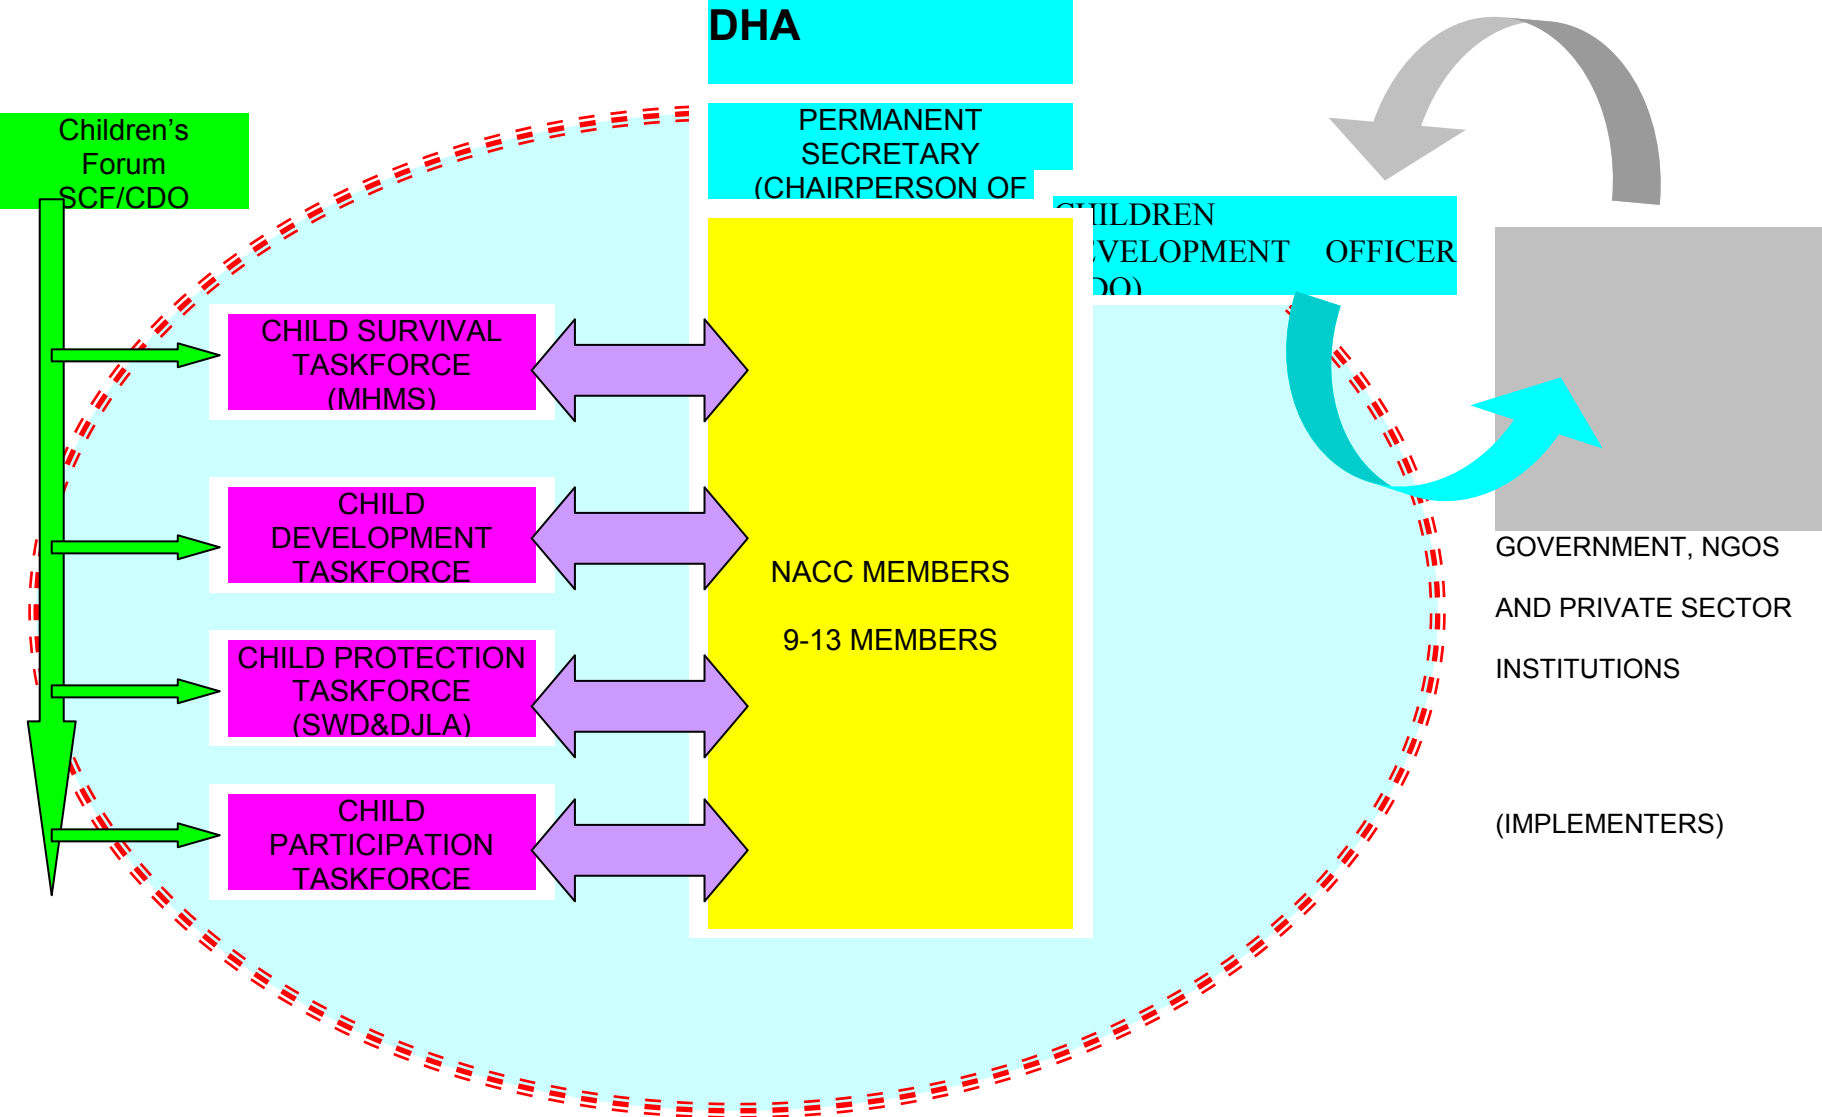 DHA
Children’s
Forum
SCF/CDO
PERMANENT
SECRETARY
(CHAIRPERSON OF
CHILDREN
VELOPMENT OFFICER
DO)
CHILD SURVIVAL
TASKFORCE
(MHMS)
CHILD
DEVELOPMENT
TASKFORCE
CHILD PROTECTION
TASKFORCE
(SWD&DJLA)
CHILD
PARTICIPATION
TASKFORCE
NACC MEMBERS
9-13 MEMBERS
GOVERNMENT, NGOS
AND PRIVATE SECTOR
INSTITUTIONS
(IMPLEMENTERS)